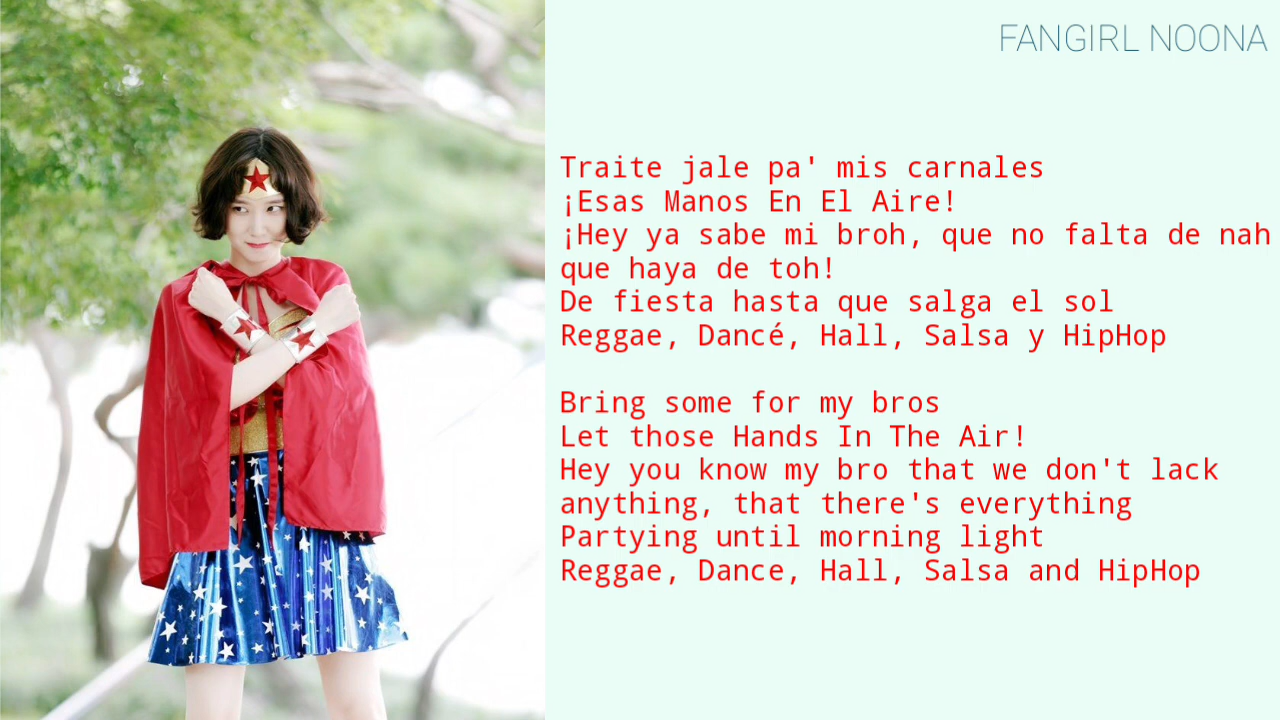 FANGIRL NOONA
Traite jale pa' mis carnales
¡Esas Manos En El Aire!
¡Hey ya sabe mi broh, que no falta de nah
que haya de toh!
De fiesta hasta que salga el sol
Reggae, Dancé, Hall, Salsa y HipHop
Bring some for my bros
Let those Hands In The Air!
Hey you know my bro that we don't lack
anything, that there's everything
Partying until morning light
Reggae, Dance, Hall, Salsa and HipHop